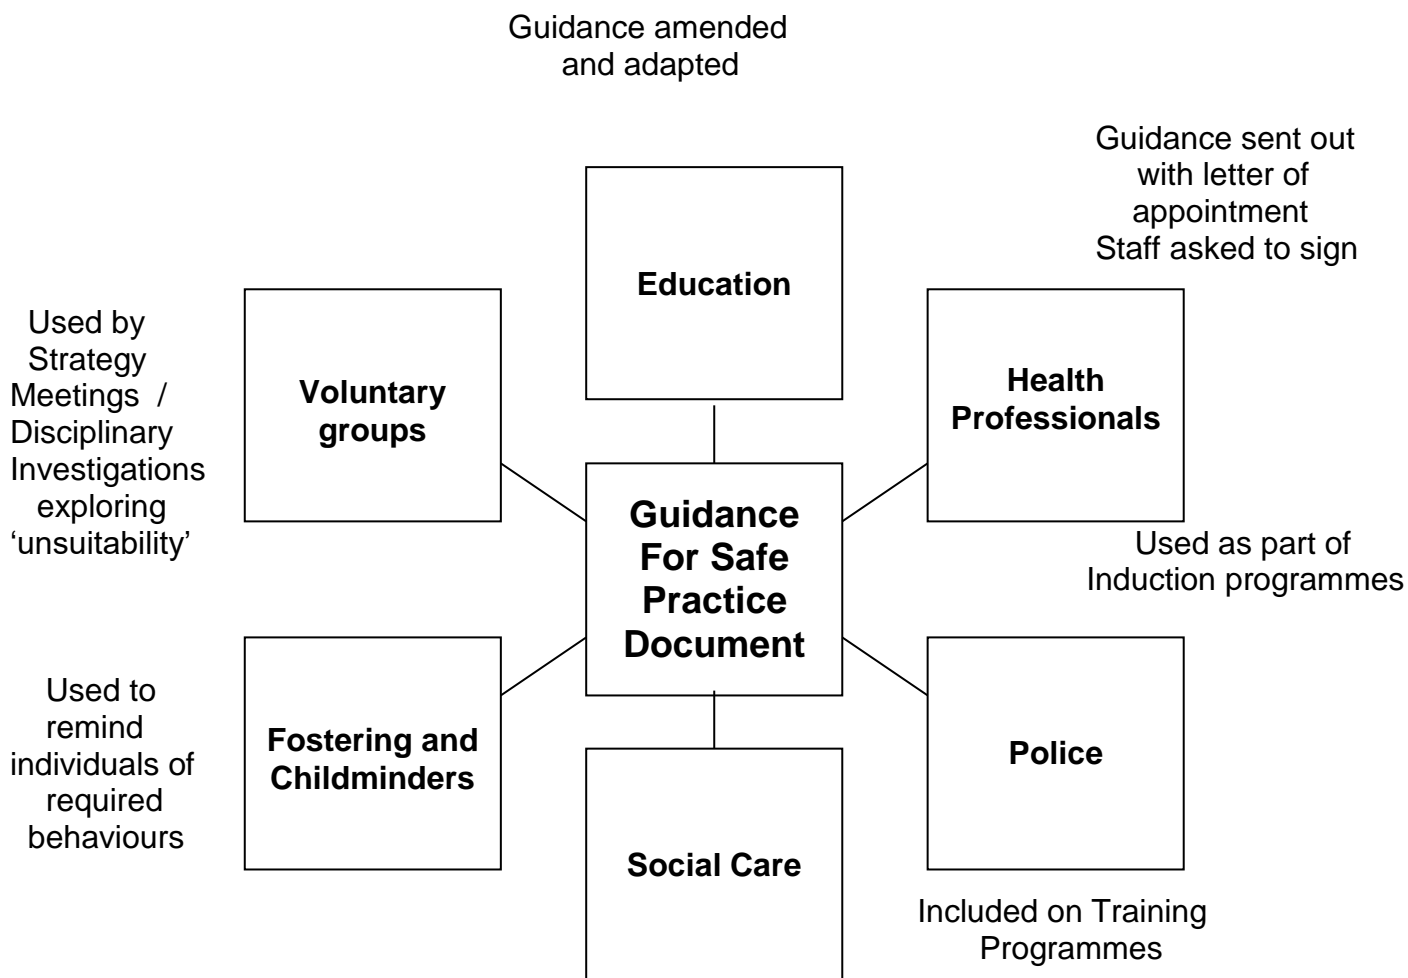 Guidance amended
and adapted
Guidance sent out
with letter of
appointment
Staff asked to sign
Education
Used by
Strategy
Meetings /
Disciplinary
Investigations
exploring
‘unsuitability’
Voluntary
groups
Health
Professionals
Guidance
For Safe
Practice
Document
Used as part of
Induction programmes
Used to
remind
individuals of
required
behaviours
Fostering and
Childminders
Police
Social Care
Included on Training
Programmes